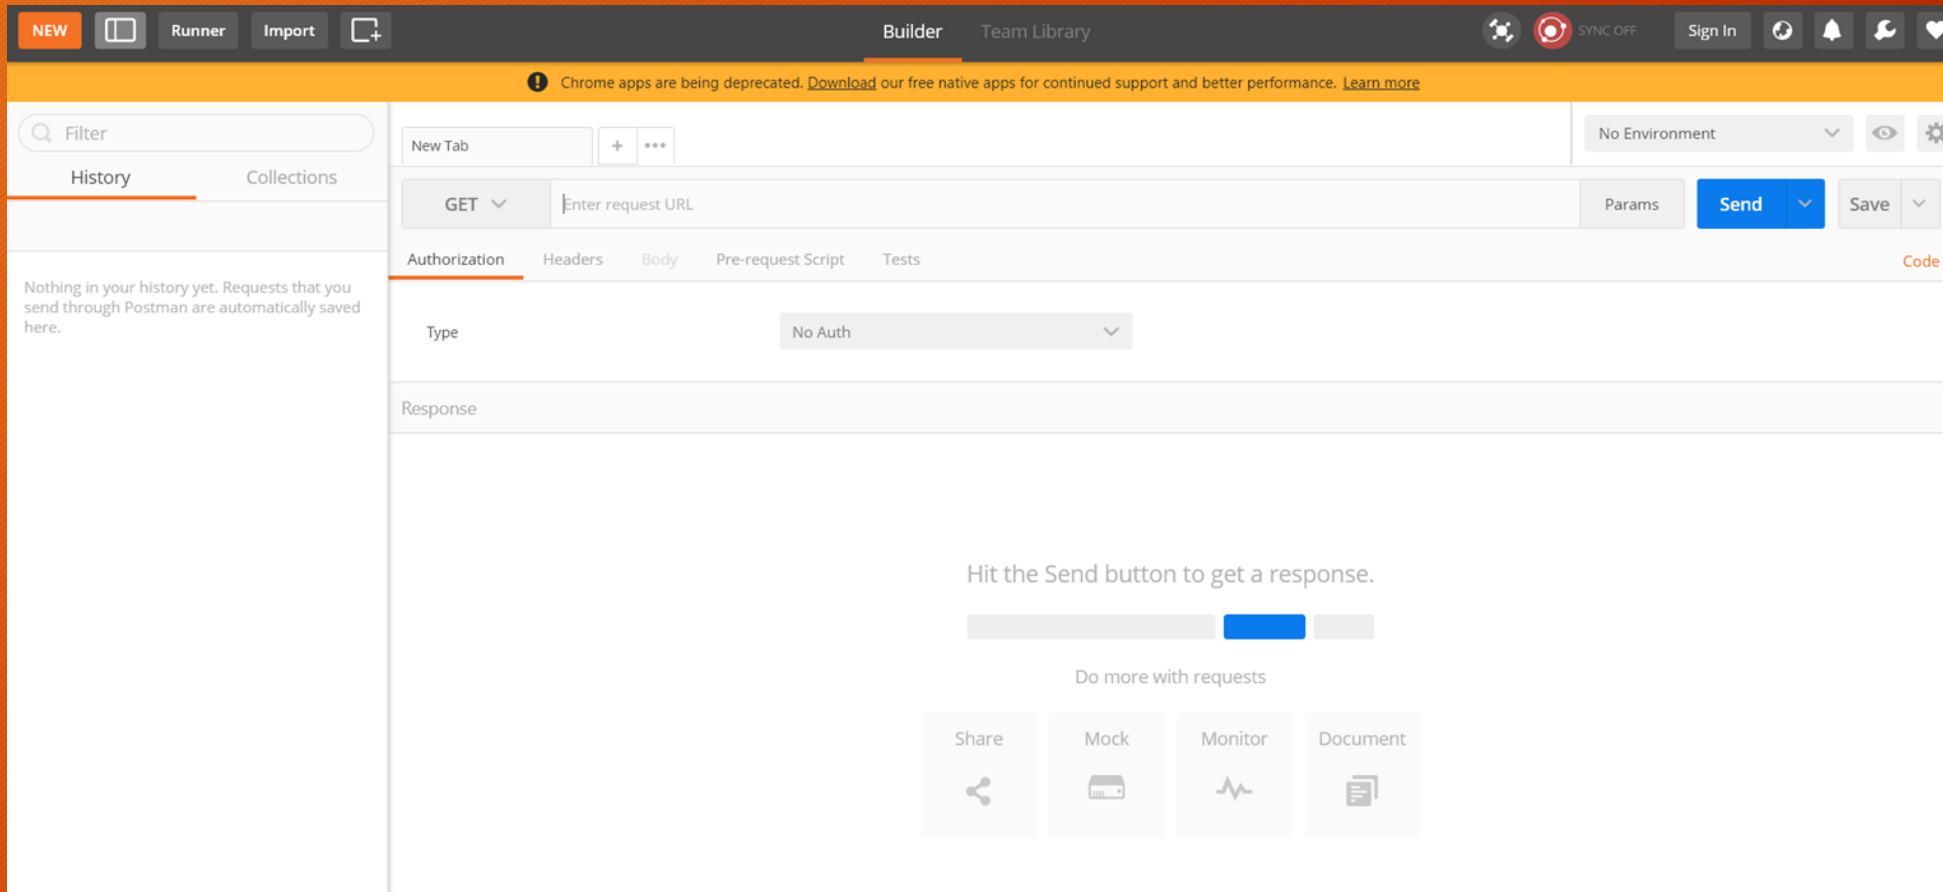 NEW
Runner
Import
Builder
Team Library
SYNC OFF
Sign In
Chrome apps are being deprecated. Download our free native apps for continued support and better performance. Learn more
Filter
History
Collections
Nothing in your history yet. Requests that you
send through Postman are automatically saved
here.
New Tab
No Environment
GET
Enter request URL
Params
Send
Save
Authorization
Headers
Body
Pre-request Script
Tests
Code
Type
No Auth
Response
Hit the Send button to get a response.
Do more with requests
Share
Mock
Monitor
Document